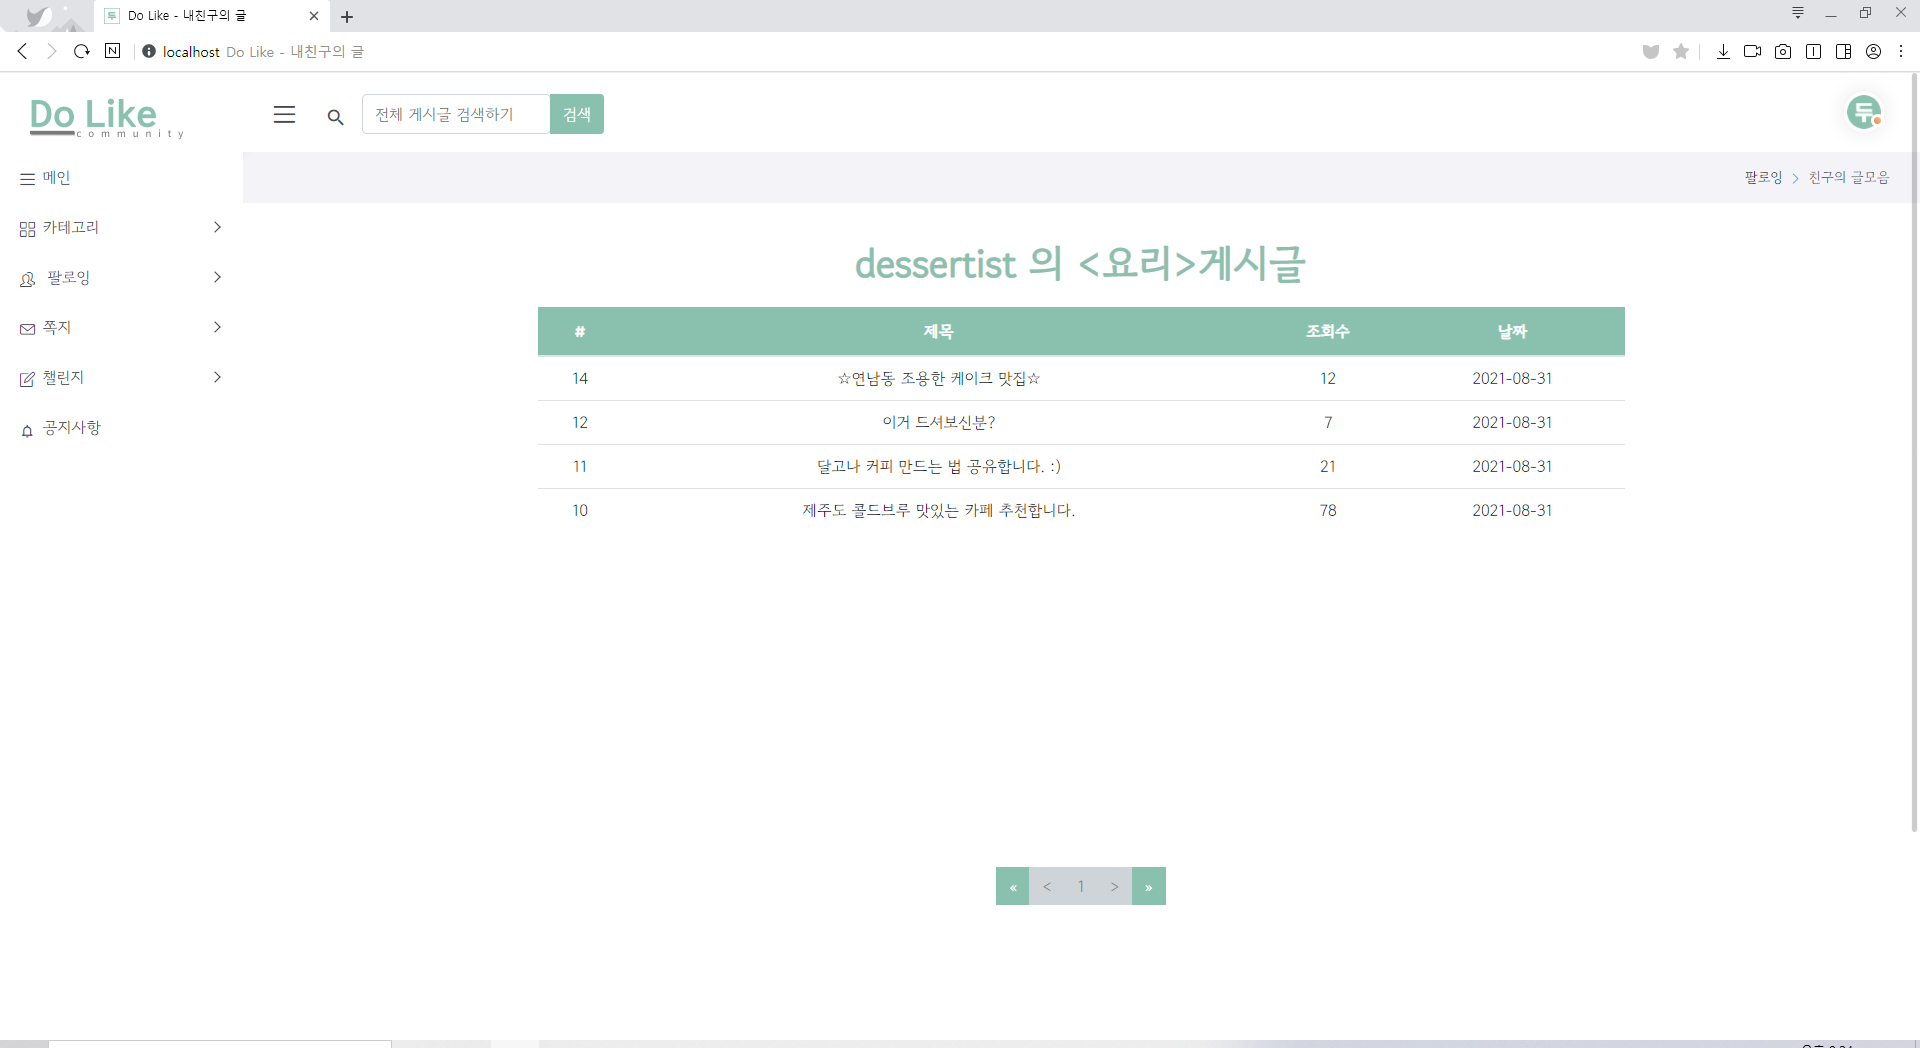 두 Do Like - 내친구의 글
N localhost Do Like - 내친구의 글
Do Like
community
전체 게시글 검색하기 검색
두
메인
팔로잉 > 친구의 글모음
카테고리
팔로잉
쪽지
챌린지
공지사항
dessertist 의 <요리>게시글
# 제목 조회수 날짜
14 ☆연남동 조용한 케이크 맛집☆ 12 2021-08-31
12 이거 드셔보신분? 7 2021-08-31
11 달고나 커피 만드는 법 공유합니다. :) 21 2021-08-31
10 제주도 콜드브루 맛있는 카페 추천합니다. 78 2021-08-31
« < 1 > »